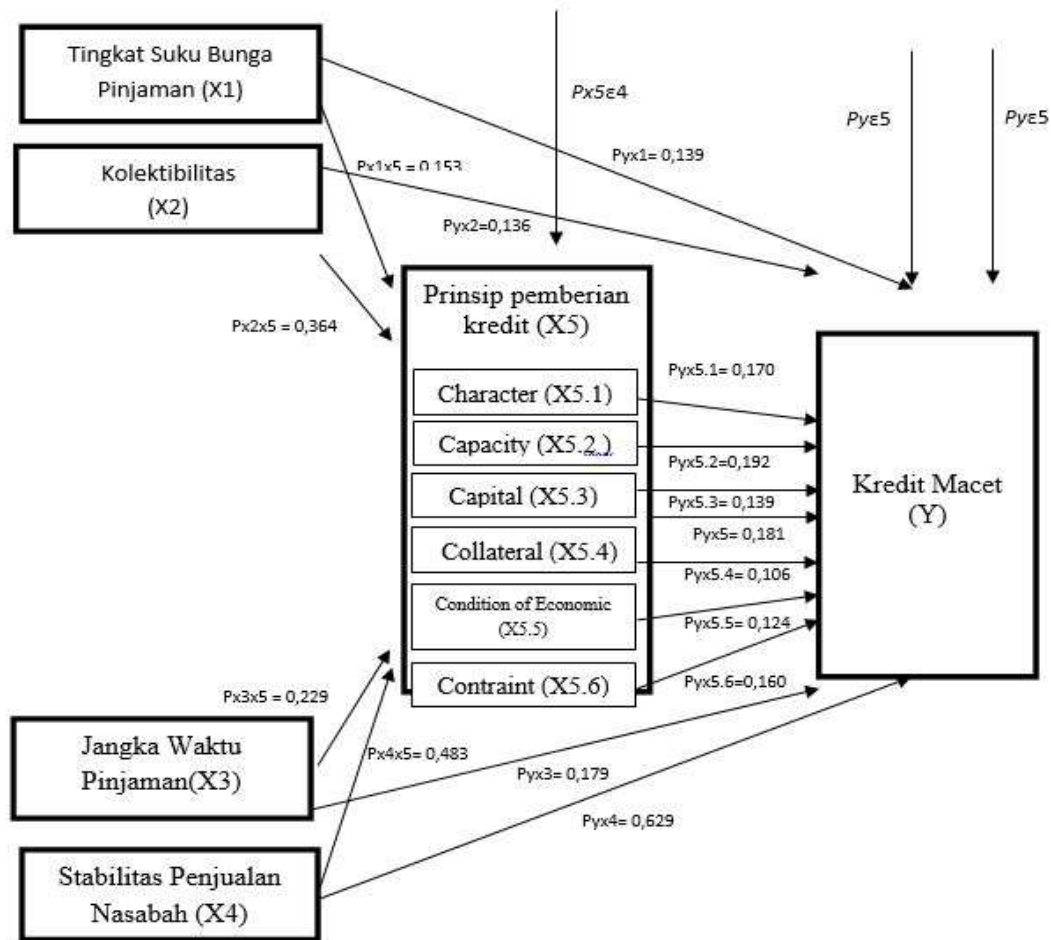 Tingkat Suku Bunga
Pinjaman (X1)
Px5ε4
Pyε5
Pyε5
Kolektibilitas
(X2)
Px1x5 = 0,153
Pyx1= 0,139
Pyx2=0,136
Px2x5 = 0,364
Prinsip pemberian
kredit (X5)
Character (X5.1)
Capacity (X5.2 )
Capital (X5.3)
Collateral (X5.4)
Condition of Economic
(X5.5)
Contraint (X5.6)
Pyx5.1= 0,170
Pyx5.2=0,192
Pyx5.3= 0,139
Pyx5= 0,181
Pyx5.4= 0,106
Pyx5.5= 0,124
Pyx5.6=0,160
Kredit Macet
(Y)
Px3x5 = 0,229
Px4x5= 0,483
Pyx3= 0,179
Pyx4= 0,629
Jangka Waktu
Pinjaman(X3)
Stabilitas Penjualan
Nasabah (X4)